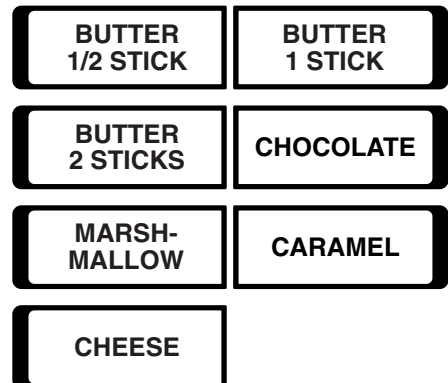 BUTTER
1/2 STICK
BUTTER
1 STICK
BUTTER
2 STICKS
CHOCOLATE
MARSH-
MALLOW
CARAMEL
CHEESE